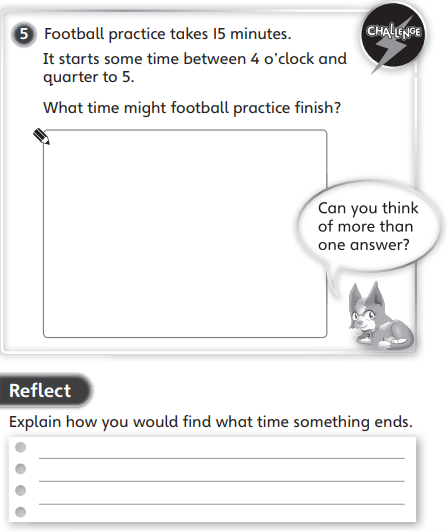 CHALLENGE
5 Football practice takes 15 minutes.
It starts some time between 4 o'clock and
quarter to 5.
What time might football practice finish?
Can you think
of more than
one answer?
Reflect
Explain how you would find what time something ends.